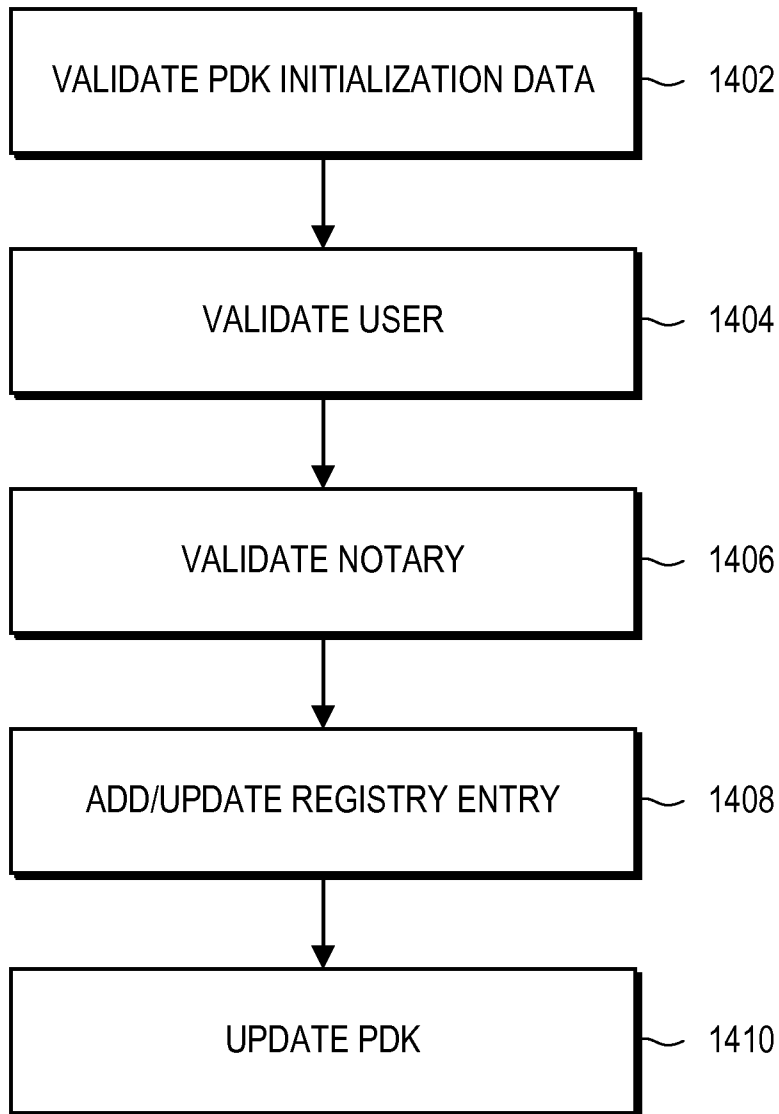 VALIDATE PDK INITIALIZATION DATA 1402
VALIDATE USER 1404
VALIDATE NOTARY 1406
ADD/UPDATE REGISTRY ENTRY 1408
UPDATE PDK 1410